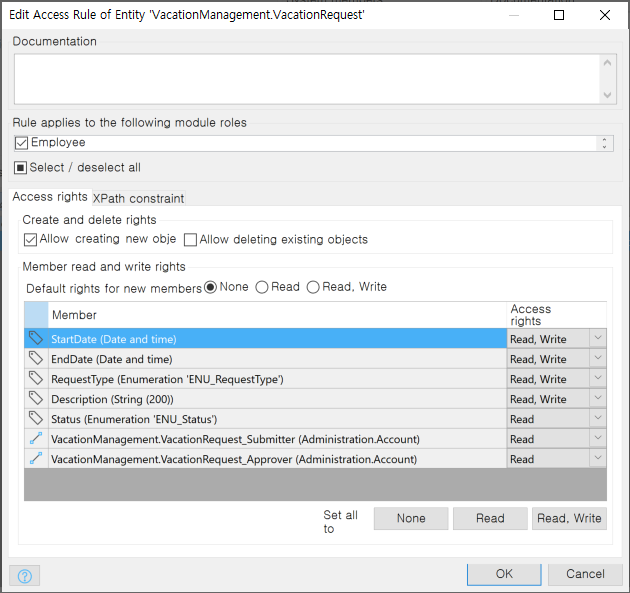 Edit Access Rule of Entity 'VacationManagement.VacationRequest'
Documentation
Rule applies to the following module roles
Employee
Select / deselect all
Access rights XPath constraint
Create and delete rights
Allow creating new obje Allow deleting existing objects
Member read and write rights
Default rights for new members None Read Read, Write
Member Access rights
StartDate (Date and time) Read, Write
EndDate (Date and time) Read, Write
RequestType (Enumeration 'ENU_RequestType') Read, Write
Description (String (200)) Read, Write
Status (Enumeration 'ENU_Status') Read
VacationManagement.VacationRequest_Submitter (Administration.Account) Read
VacationManagement.VacationRequest_Approver (Administration.Account) Read
Set all to None Read Read, Write
? OK Cancel